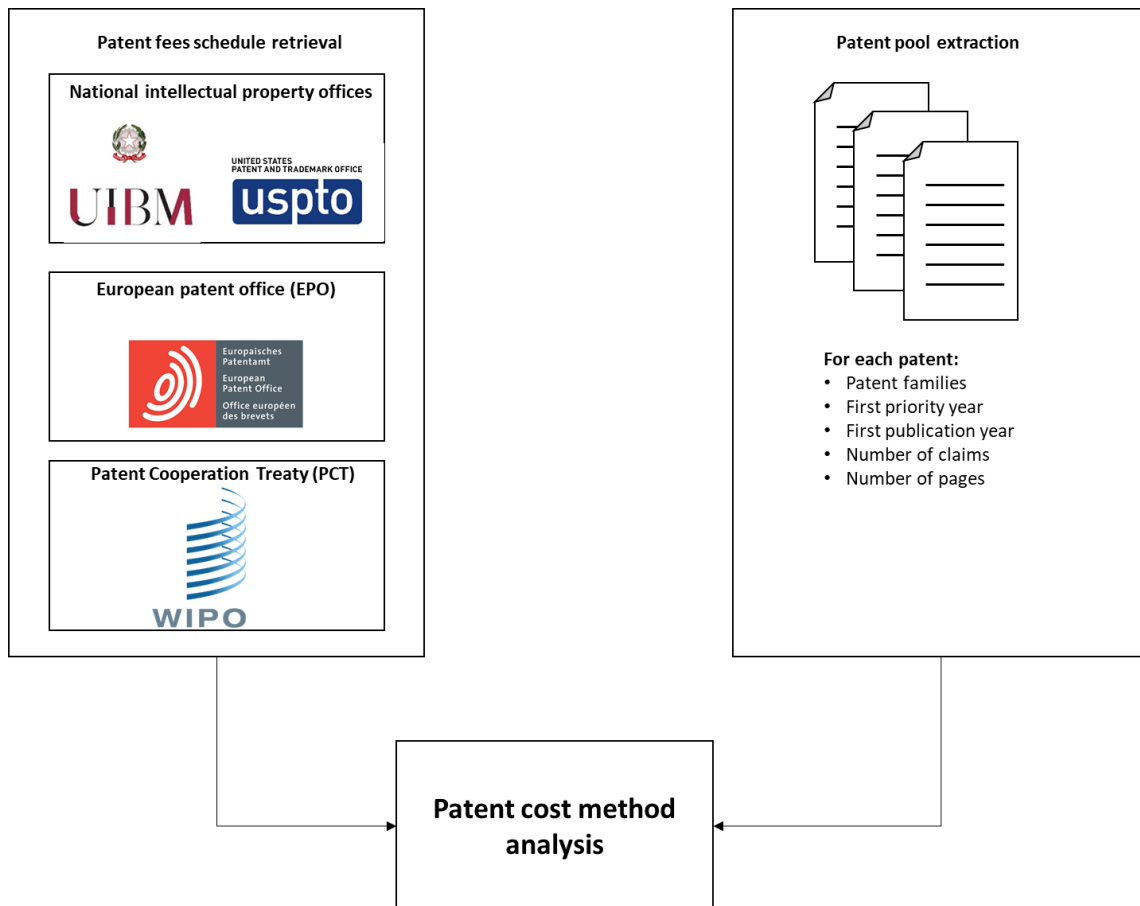 Patent fees schedule retrieval
National intellectual property offices
UIBM
UNITED STATES
PATENT AND TRADEMARK OFFICE
uspto
European patent office (EPO)
Europäisches
Patentamt
European
Patent Office
Office européen
des brevets
Patent Cooperation Treaty (PCT)
WIPO
Patent pool extraction
For each patent:
• Patent families
• First priority year
• First publication year
• Number of claims
• Number of pages
Patent cost method
analysis